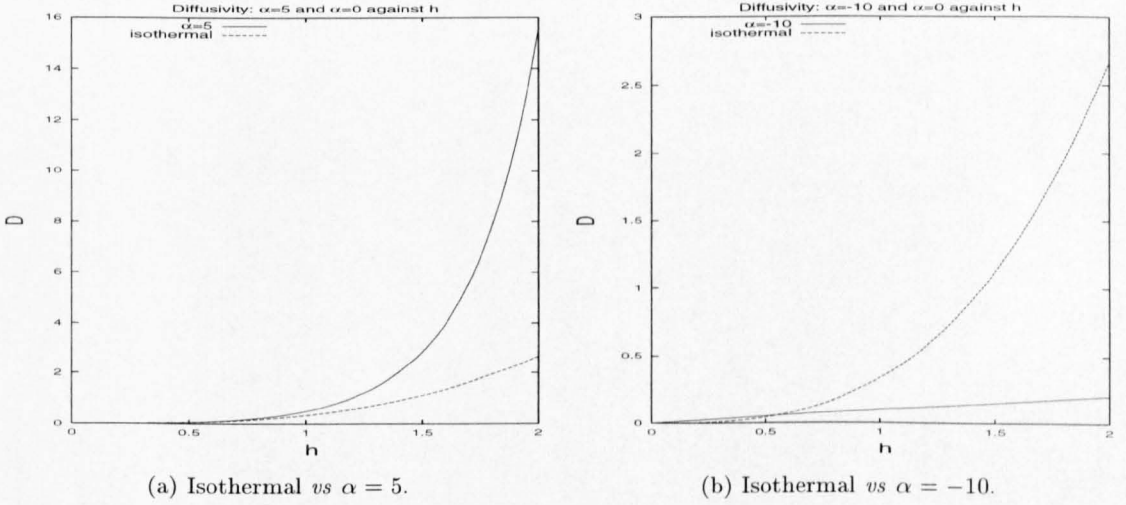 Diffusivity: α=5 and α=0 against h
α=5
isothermal
16
14
12
10
8
6
4
2
0
0
0.5
1
1.5
2
D
h
(a) Isothermal vs α = 5.
Diffusivity: α=-10 and α=0 against h
α=-10
isothermal
3
2.5
2
1.5
1
0.5
0
0
0.5
1
1.5
2
D
h
(b) Isothermal vs α = −10.